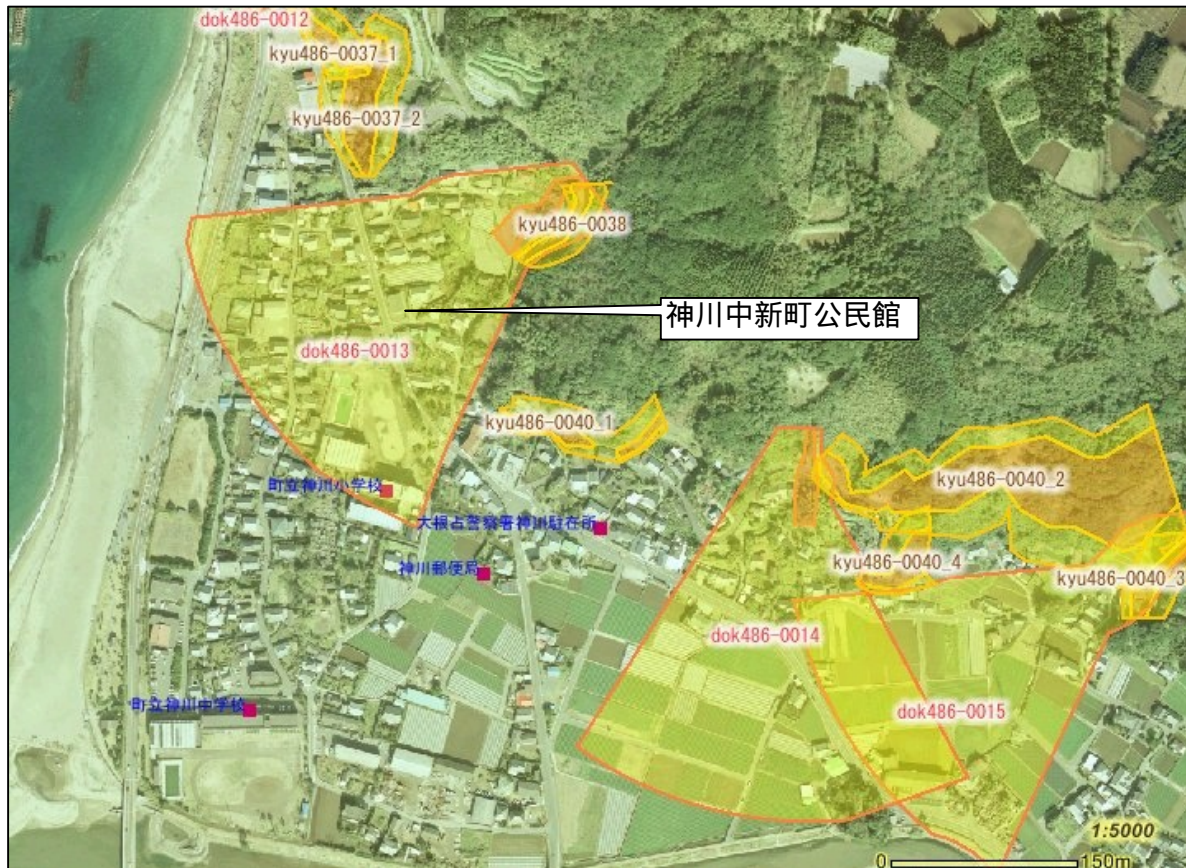 dok486-0012
kyu486-0037_1
kyu486-0037_2
kyu486-0038
神川中新町公民館
dok486-0013
kyu486-0040_1
kyu486-0040_2
町立神川小学校
大根占警察署神川駐在所
神川郵便局
kyu486-0040_4
kyu486-0040_3
dok486-0014
町立神川中学校
dok486-0015
1:5000
0 150m